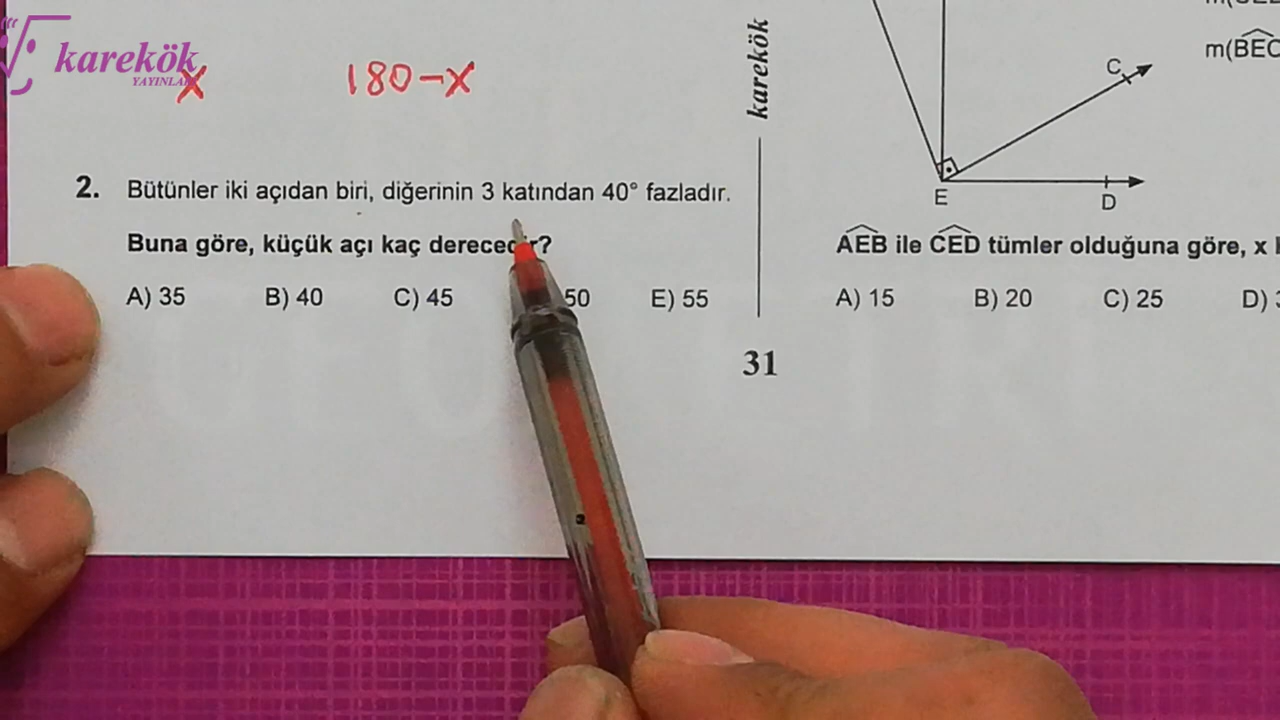 karekök
YAYINLARI
X 180-X
2. Bütünler iki açıdan biri, diğerinin 3 katından 40° fazladır.
Buna göre, küçük açı kaç derecedir?
A) 35 B) 40 C) 45 50 E) 55
karekök
31
m(BEC
C
E
D
AEB ile CED tümler olduğuna göre, x
A) 15 B) 20 C) 25 D)